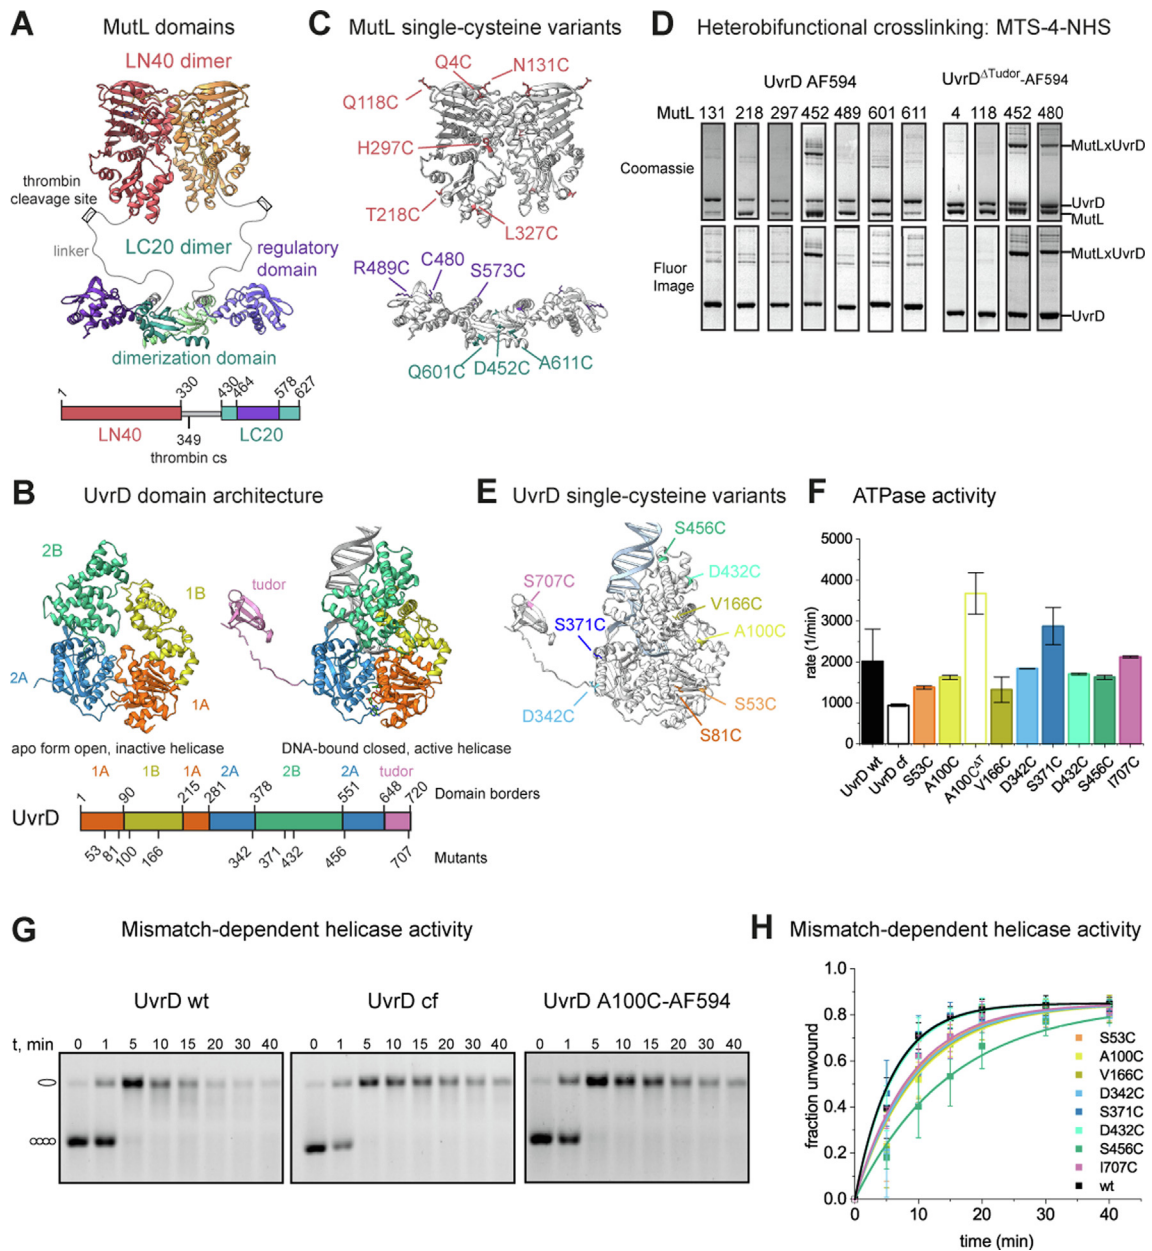 A MutL domains
LN40 dimer
thrombin
cleavage site
linker
LC20 dimer
regulatory
domain
dimerization domain
1 330 430 464 578 627
LN40 349 LC20
thrombin cs
C MutL single-cysteine variants
Q4C N131C
Q118C
H297C
T218C
L327C
R489C C480 S573C
Q601C D452C A611C
D Heterobifunctional crosslinking: MTS-4-NHS
UvrD AF594 UvrDΔTudor-AF594
MutL 131 218 297 452 489 601 611 4 118 452 480
Coomassie
MutLxUvrD
UvrD
MutL
Fluor
Image
MutLxUvrD
UvrD
B UvrD domain architecture
2B
1B
2A
1A
tudor
apo form open, inactive helicase
DNA-bound closed, active helicase
1A 1B 1A 2A 2B 2A tudor
1 90 215 281 378 551 648 720 Domain borders
UvrD
53 81 100 166 342 371 432 456 707 Mutants
E UvrD single-cysteine variants
S456C
D432C
S707C
V166C
S371C
A100C
D342C
S53C
S81C
F ATPase activity
rate (1/min)
5000
4000
3000
2000
1000
0
UvrD wt
UvrD cf
S53C
A100C
A100CΔT
V166C
D342C
S371C
D432C
S456C
I707C
G Mismatch-dependent helicase activity
UvrD wt UvrD cf UvrD A100C-AF594
t, min 0 1 5 10 15 20 30 40 0 1 5 10 15 20 30 40 0 1 5 10 15 20 30 40
H Mismatch-dependent helicase activity
fraction unwound
1.0
0.8
0.6
0.4
0.2
0.0
S53C
A100C
V166C
D342C
S371C
D432C
S456C
I707C
wt
0 10 20 30 40
time (min)